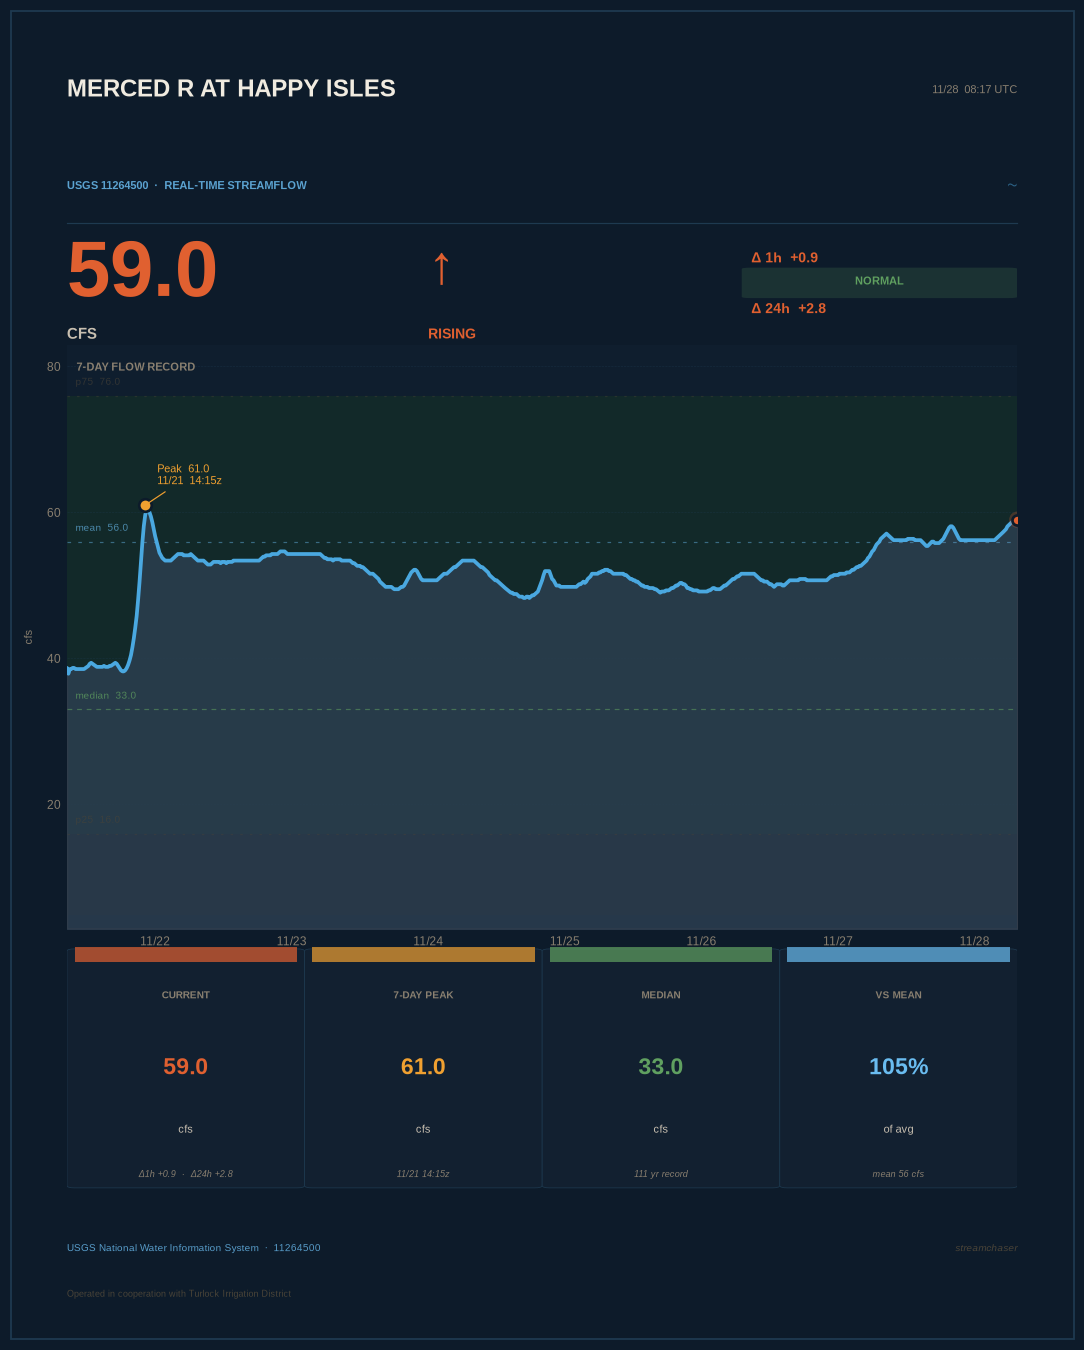 MERCED R AT HAPPY ISLES
11/28 08:17 UTC
USGS 11264500 · REAL-TIME STREAMFLOW
~
59.0
↑
Δ 1h +0.9
NORMAL
Δ 24h +2.8
CFS
RISING
80
7-DAY FLOW RECORD
p75 76.0
Peak 61.0
11/21 14:15z
60
mean 56.0
cfs
40
median 33.0
20
11/22
11/23
11/24
11/25
11/26
11/27
11/28
CURRENT
7-DAY PEAK
MEDIAN
VS MEAN
59.0
61.0
33.0
105%
cfs
cfs
cfs
of avg
Δ1h +0.9 · Δ24h +2.8
11/21 14:15z
111 yr record
mean 56 cfs
USGS National Water Information System · 11264500
streamchaser
Operated in cooperation with Turlock Irrigation District